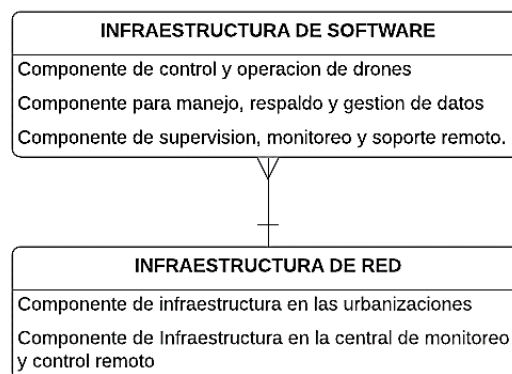 INFRAESTRUCTURA DE SOFTWARE
Componente de control y operacion de drones
Componente para manejo, respaldo y gestion de datos
Componente de supervision, monitoreo y soporte remoto.
INFRAESTRUCTURA DE RED
Componente de infraestructura en las urbanizaciones
Componente de Infraestructura en la central de monitoreo
y control remoto